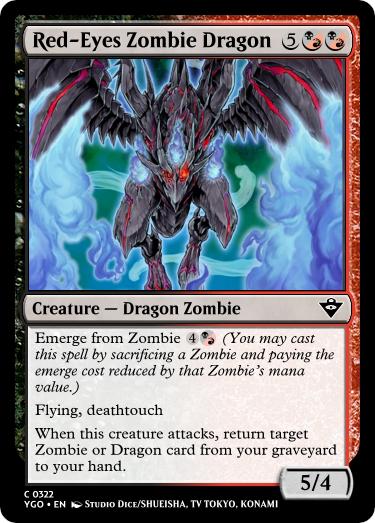 Red-Eyes Zombie Dragon 5
Creature — Dragon Zombie
Emerge from Zombie 4 (You may cast
this spell by sacrificing a Zombie and paying the
emerge cost reduced by that Zombie's mana
value.)
Flying, deathtouch
When this creature attacks, return target
Zombie or Dragon card from your graveyard
to your hand.
5/4
C 0322
YGO • EN Studio Dice/SHUEISHA, TV TOKYO, KONAMI